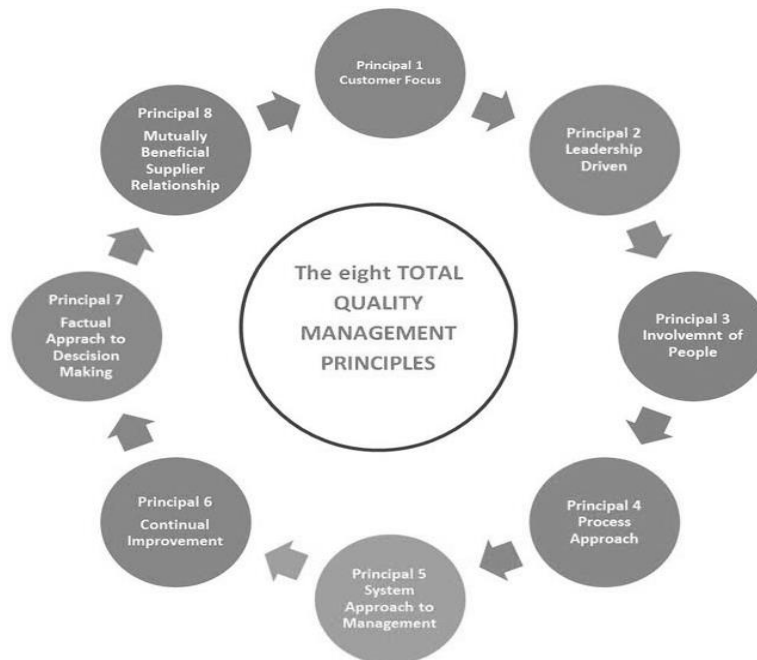 Principal 1
Customer Focus
Principal 2
Leadership
Driven
Principal 3
Involvemnt of
People
Principal 4
Process
Approach
Principal 5
System
Approach to
Management
Principal 6
Continual
Improvement
Principal 7
Factual
Apprach to
Descision
Making
Principal 8
Mutually
Beneficial
Supplier
Relationship
The eight TOTAL
QUALITY
MANAGEMENT
PRINCIPLES